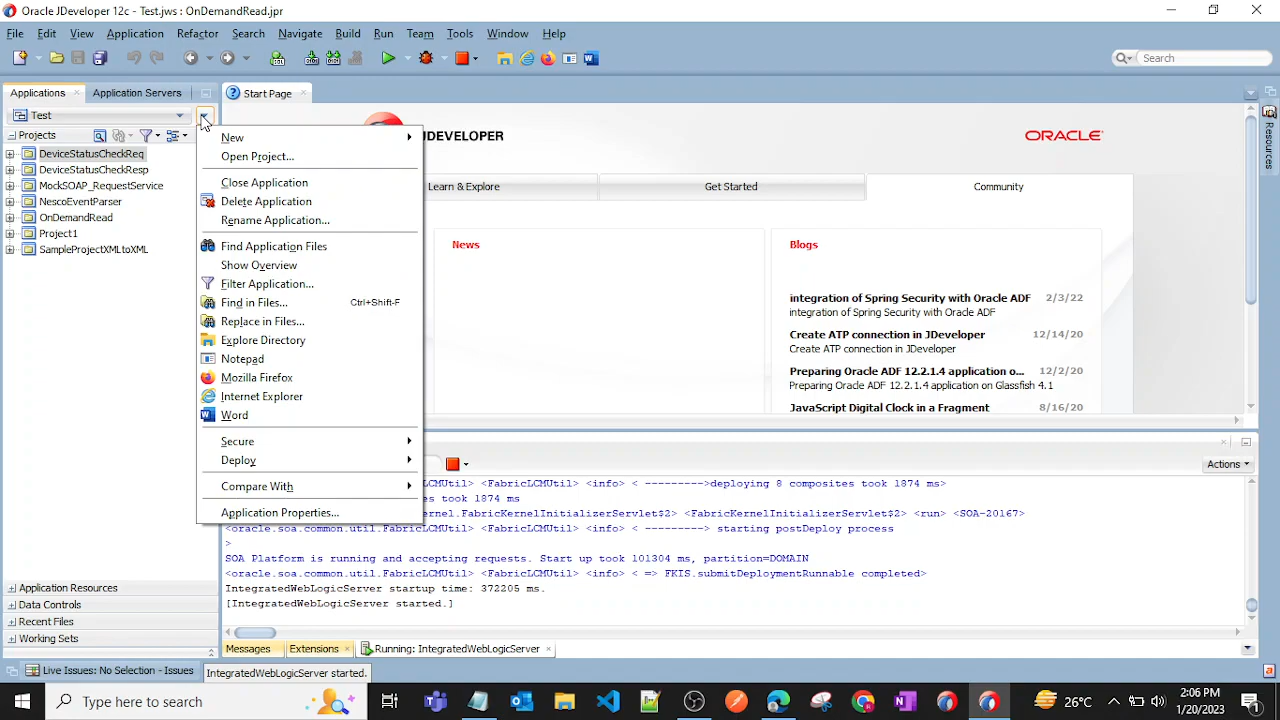 Oracle JDeveloper 12c - Test.jws : OnDemandRead.jpr
File Edit View Application Refactor Search Navigate Build Run Team Tools Window Help
Search
Applications Application Servers Start Page
Test
Projects
DeviceStatusCheckReq
DeviceStatusCheckResp
MockSOAP_RequestService
NescoEventParser
OnDemandRead
Project1
SampleProjectXMLtoXML
Application Resources
Data Controls
Recent Files
Working Sets
New
Open Project...
Close Application
Delete Application
Rename Application...
Find Application Files
Show Overview
Filter Application...
Find in Files... Ctrl+Shift-F
Replace in Files...
Explore Directory
Notepad
Mozilla Firefox
Internet Explorer
Word
Secure
Deploy
Compare With
Application Properties...
JDEVELOPER
ORACLE
Learn & Explore Get Started Community
News
Blogs
integration of Spring Security with Oracle ADF 2/3/22
integration of Spring Security with Oracle ADF
Create ATP connection in JDeveloper 12/14/20
Create ATP connection in JDeveloper
Preparing Oracle ADF 12.2.1.4 application o... 12/2/20
Preparing Oracle ADF 12.2.1.4 application on Glassfish 4.1
JavaScript Digital Clock in a Fragment 8/16/20
Resources
Actions
<FabricLCMUtil> <info> < --------->deploying 8 composites took 1874 ms>
composites took 1874 ms
.kernel.FabricKernelInitializerServlet$2> <FabricKernelInitializerServlet$2> <run> <SOA-20167>
<oracle.soa.common.util.FabricLCMUtil> <FabricLCMUtil> <info> < ---------> starting postDeploy process
>
SOA Platform is running and accepting requests. Start up took 101304 ms, partition=DOMAIN
<oracle.soa.common.util.FabricLCMUtil> <FabricLCMUtil> <info> < => FKIS.submitDeploymentRunnable completed>
IntegratedWebLogicServer startup time: 372205 ms.
[IntegratedWebLogicServer started.]
Messages Extensions Running: IntegratedWebLogicServer
Live Issues: No Selection - Issues
IntegratedWebLogicServer started.
Type here to search
26°C
2:06 PM
1/20/2023